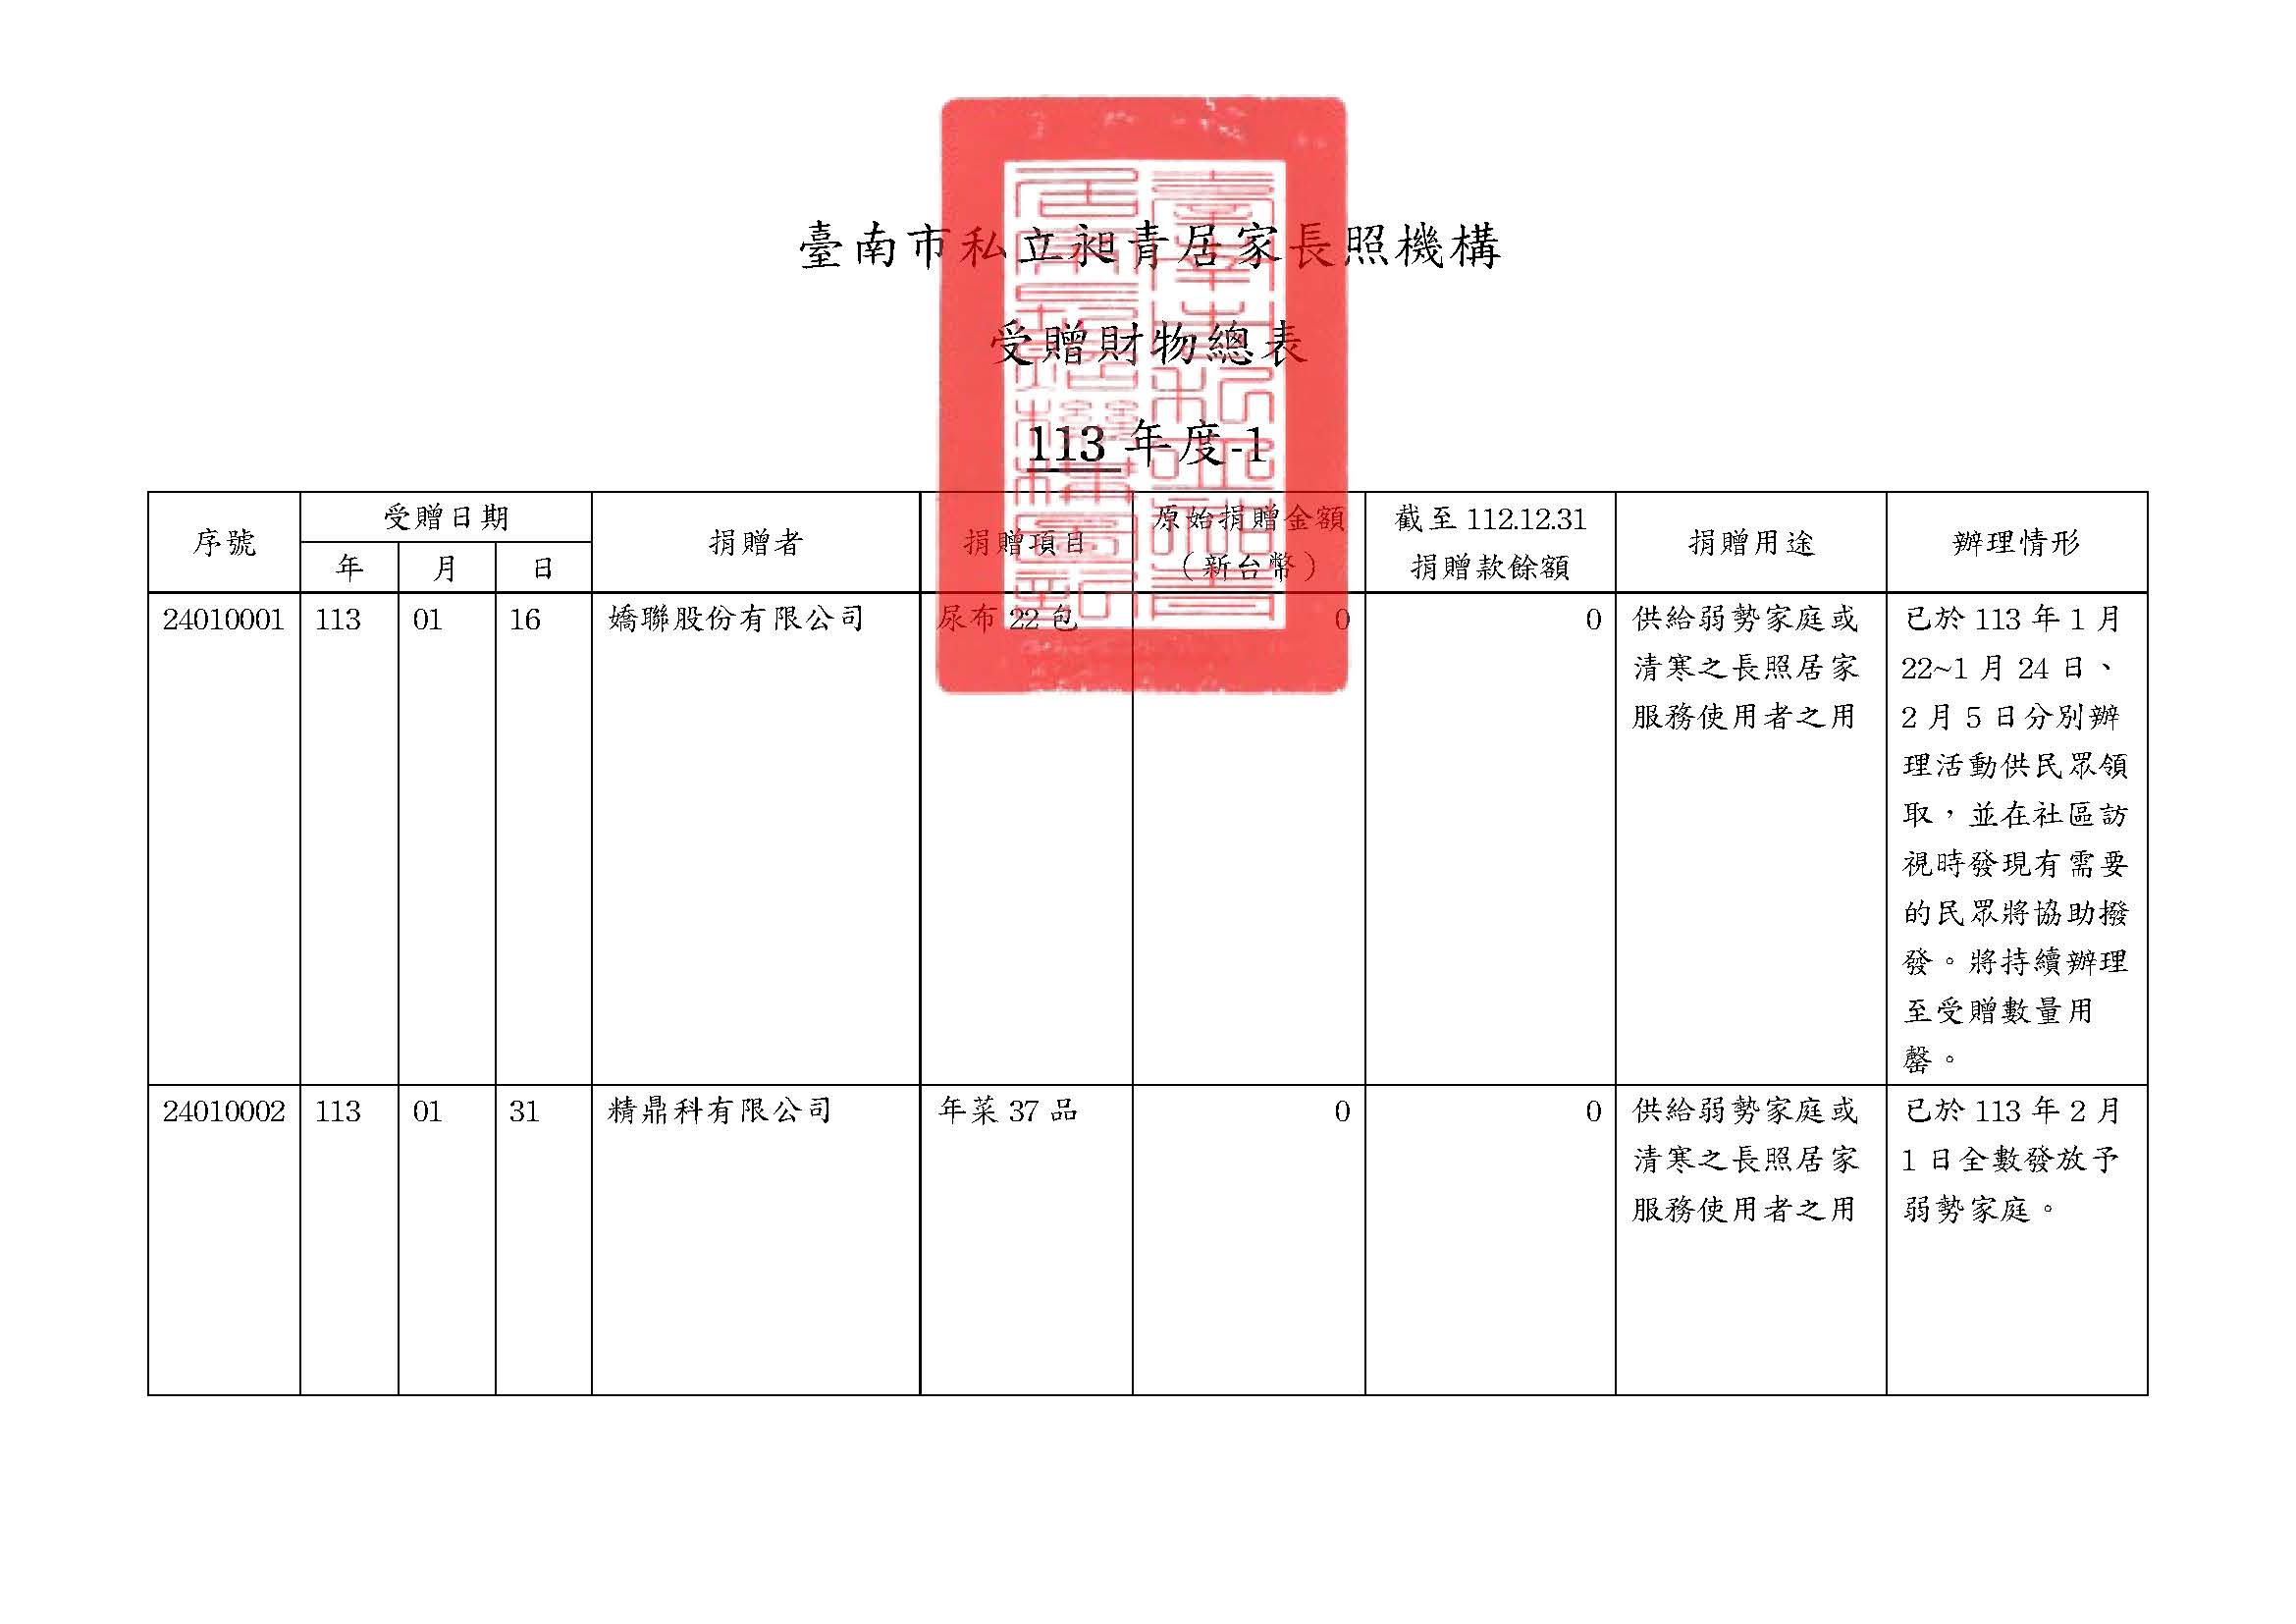 臺南市私立昶青居家長照機構
受贈財物總表
113 年度-1
序號
受贈日期
年
月
日
捐贈者
捐贈項目
原始捐贈金額
（新台幣）
截至 112.12.31
捐贈款餘額
捐贈用途
辦理情形
24010001
113
01
16
嬌聯股份有限公司
尿布 22 包
0
0
供給弱勢家庭或
清寒之長照居家
服務使用者之用
已於 113 年 1 月
22~1 月 24 日、
2 月 5 日分別辦
理活動供民眾領
取，並在社區訪
視時發現有需要
的民眾將協助撥
發。將持續辦理
至受贈數量用
罄。
24010002
113
01
31
精鼎科有限公司
年菜 37 品
0
0
供給弱勢家庭或
清寒之長照居家
服務使用者之用
已於 113 年 2 月
1 日全數發放予
弱勢家庭。